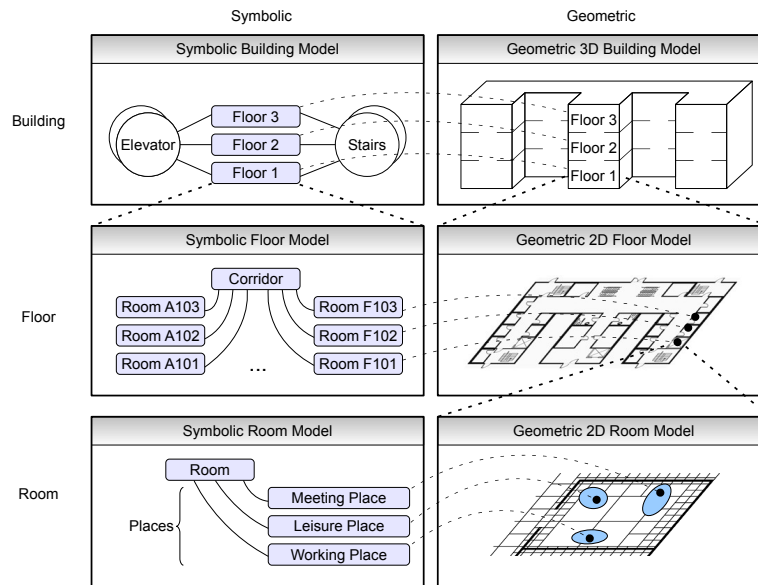 Symbolic
Geometric
Symbolic Building Model
Geometric 3D Building Model
Building
Elevator
Floor 3
Floor 2
Floor 1
Stairs
Floor 3
Floor 2
Floor 1
Symbolic Floor Model
Geometric 2D Floor Model
Floor
Corridor
Room A103
Room A102
Room A101
...
Room F103
Room F102
Room F101
Symbolic Room Model
Geometric 2D Room Model
Room
Room
Places
Meeting Place
Leisure Place
Working Place